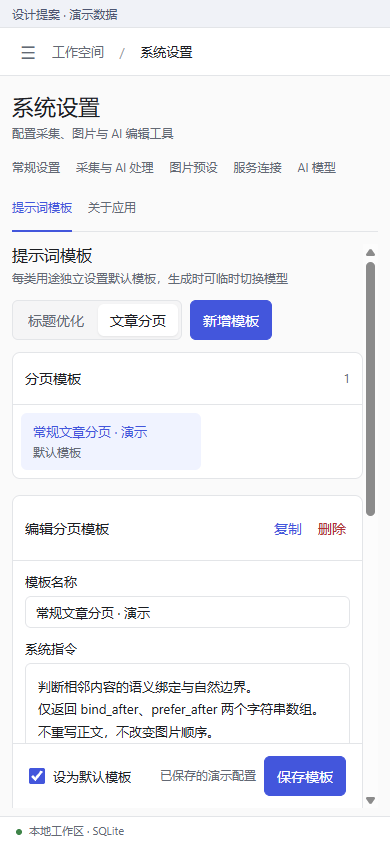 设计提案 · 演示数据
工作空间 / 系统设置
系统设置
配置采集、图片与 AI 编辑工具
常规设置 采集与 AI 处理 图片预设 服务连接 AI 模型
提示词模板 关于应用
提示词模板
每类用途独立设置默认模板，生成时可临时切换模型
标题优化 文章分页 新增模板
分页模板 1
常规文章分页 · 演示
默认模板
编辑分页模板 复制 删除
模板名称
常规文章分页 · 演示
系统指令
判断相邻内容的语义绑定与自然边界。
仅返回 bind_after、prefer_after 两个字符串数组。
不重写正文，不改变图片顺序。
设为默认模板 已保存的演示配置 保存模板
本地工作区 · SQLite